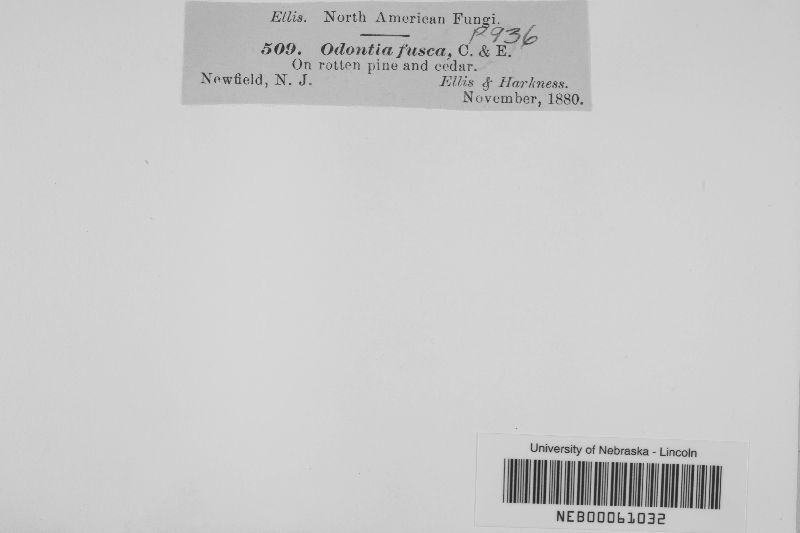 Ellis. North American Fungi.
P936
509. Odontia fusca, C. & E.
On rotten pine and cedar.
Newfield, N. J. Ellis & Harkness.
November, 1880.
University of Nebraska - Lincoln
NEB00061032